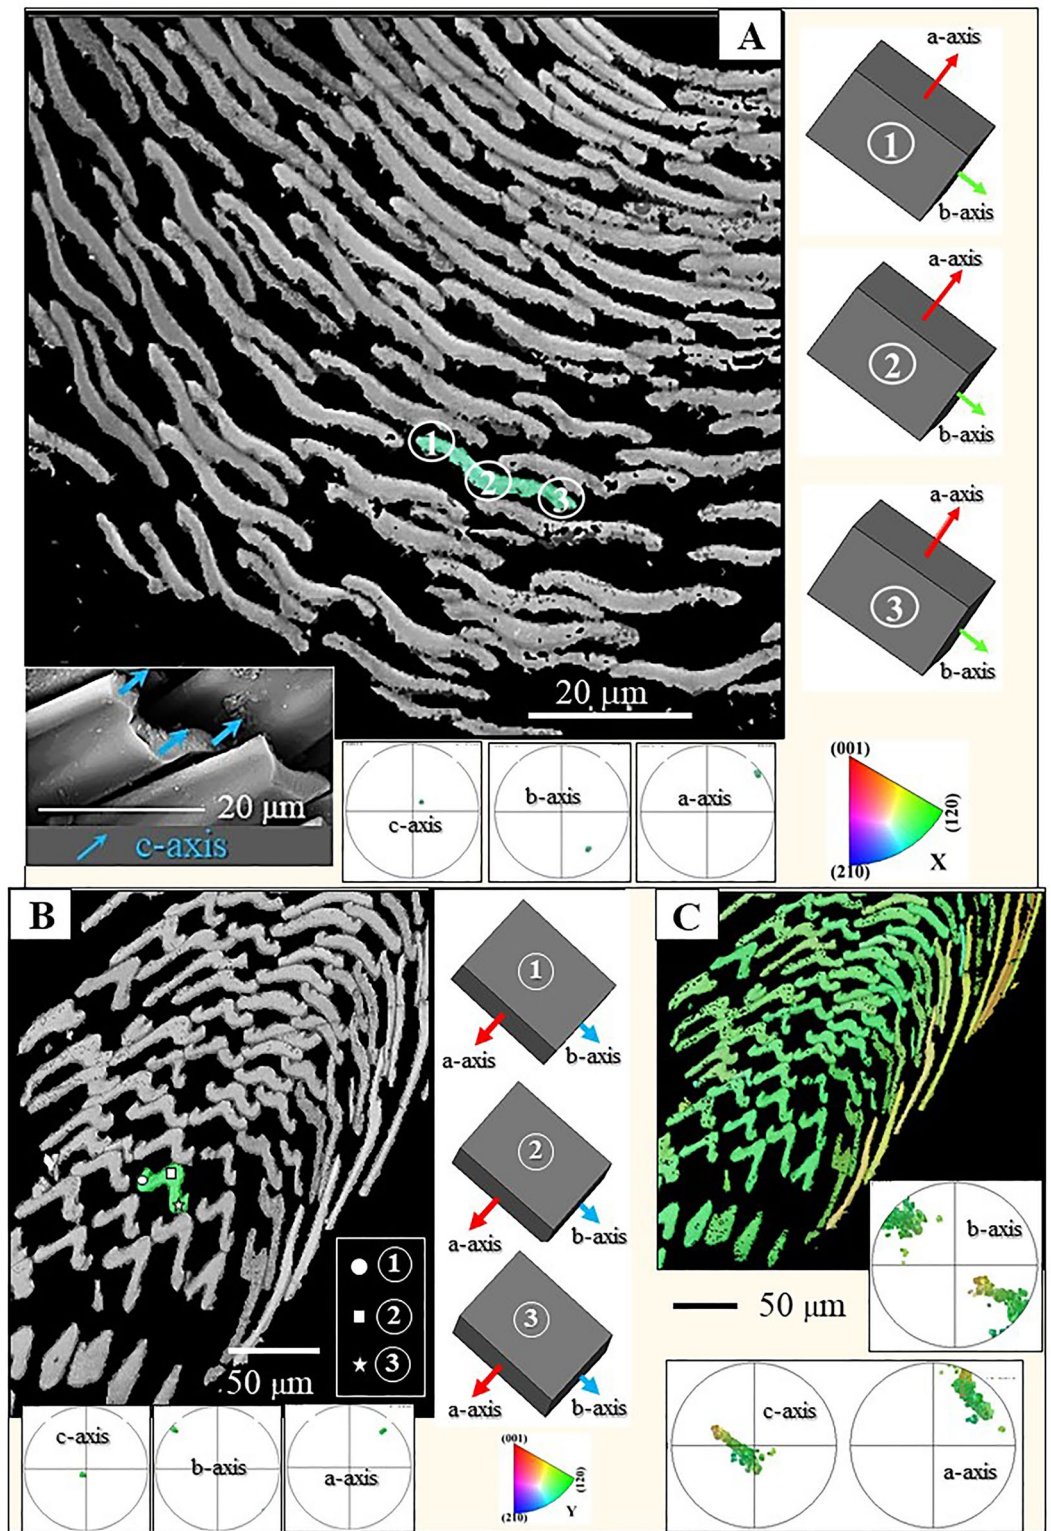 A
a-axis
1
b-axis
a-axis
2
b-axis
a-axis
3
b-axis
1
2
3
20 μm
20 μm
c-axis
c-axis
b-axis
a-axis
(001)
(120)
(210)
X
B
1
2
3
50 μm
1
a-axis
b-axis
2
a-axis
b-axis
3
a-axis
b-axis
c-axis
b-axis
a-axis
(001)
(120)
(210)
Y
C
50 μm
b-axis
c-axis
a-axis